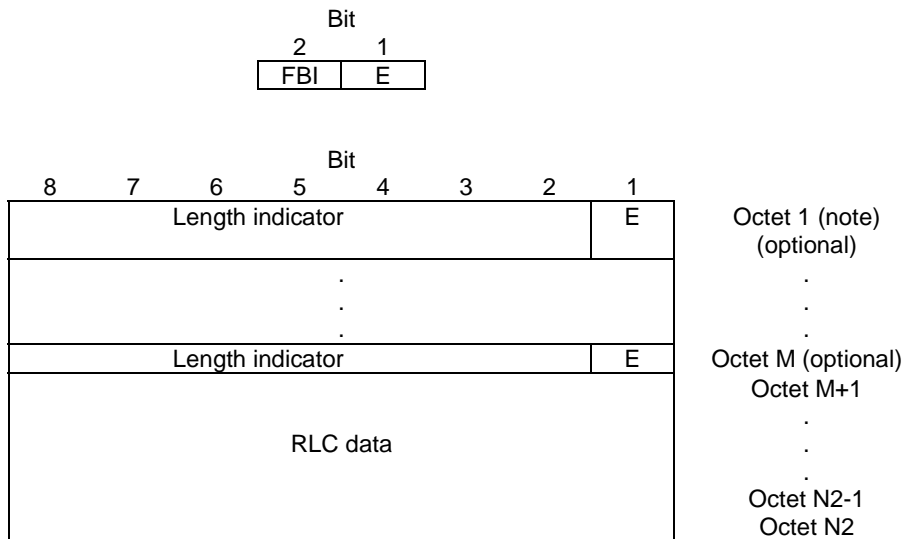 Bit
2 1
FBI E
Bit
8 7 6 5 4 3 2 1
Length indicator E Octet 1 (note)
(optional)
. .
. .
. .
Length indicator E Octet M (optional)
Octet M+1
.
RLC data .
.
Octet N2-1
Octet N2